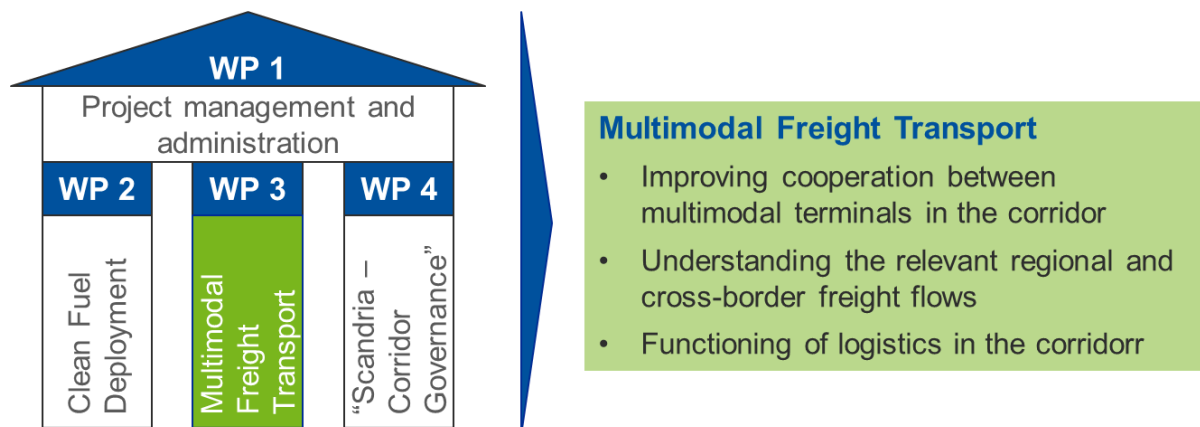 WP 1
Project management and
administration
WP 2
WP 3
WP 4
Clean Fuel
Deployment
Multimodal
Freight
Transport
“Scandria –
Corridor
Governance”
Multimodal Freight Transport
• Improving cooperation between
multimodal terminals in the corridor
• Understanding the relevant regional and
cross-border freight flows
• Functioning of logistics in the corridorr